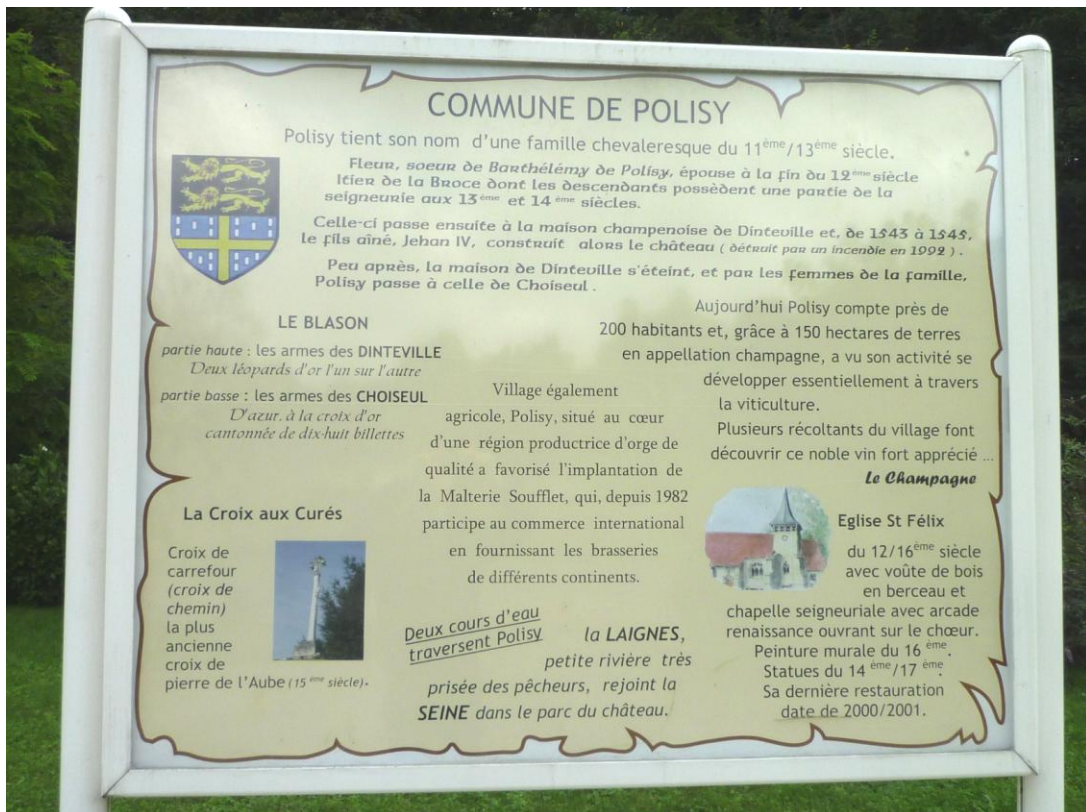 COMMUNE DE POLISY
Polisy tient son nom d'une famille chevaleresque du 11ème/13ème siècle.
Fleur, soeur de Barthélémy de Polisy, épouse à la fin du 12ème siècle
Itier de la Broce dont les descendants possèdent une partie de la
seigneurie aux 13ème et 14ème siècles.
Celle-ci passe ensuite à la maison champenoise de Dinteville et, de 1543 à 1545,
le fils aîné, Jehan IV, construit alors le château ( détruit par un incendie en 1992 ) .
Peu après, la maison de Dinteville s'éteint, et par les femmes de la famille,
Polisy passe à celle de Choiseul .
LE BLASON
partie haute : les armes des DINTEVILLE
Deux léopards d'or l'un sur l'autre
partie basse : les armes des CHOISEUL
D'azur, à la croix d'or
cantonnée de dix-huit billettes
Aujourd'hui Polisy compte près de
200 habitants et, grâce à 150 hectares de terres
en appellation champagne, a vu son activité se
développer essentiellement à travers
la viticulture.
Plusieurs récoltants du village font
découvrir ce noble vin fort apprécié ...
Le Champagne
Village également
agricole, Polisy, situé au cœur
d'une région productrice d'orge de
qualité a favorisé l'implantation de
la Malterie Soufflet, qui, depuis 1982
participe au commerce international
en fournissant les brasseries
de différents continents.
La Croix aux Curés
Croix de
carrefour
(croix de
chemin)
la plus
ancienne
croix de
pierre de l'Aube (15ème siècle).
Deux cours d'eau
traversent Polisy
la LAIGNES,
petite rivière très
prisée des pêcheurs, rejoint la
SEINE dans le parc du château.
Eglise St Félix
du 12/16ème siècle
avec voûte de bois
en berceau et
chapelle seigneuriale avec arcade
renaissance ouvrant sur le chœur.
Peinture murale du 16 ème.
Statues du 14 ème/17 ème.
Sa dernière restauration
date de 2000/2001.